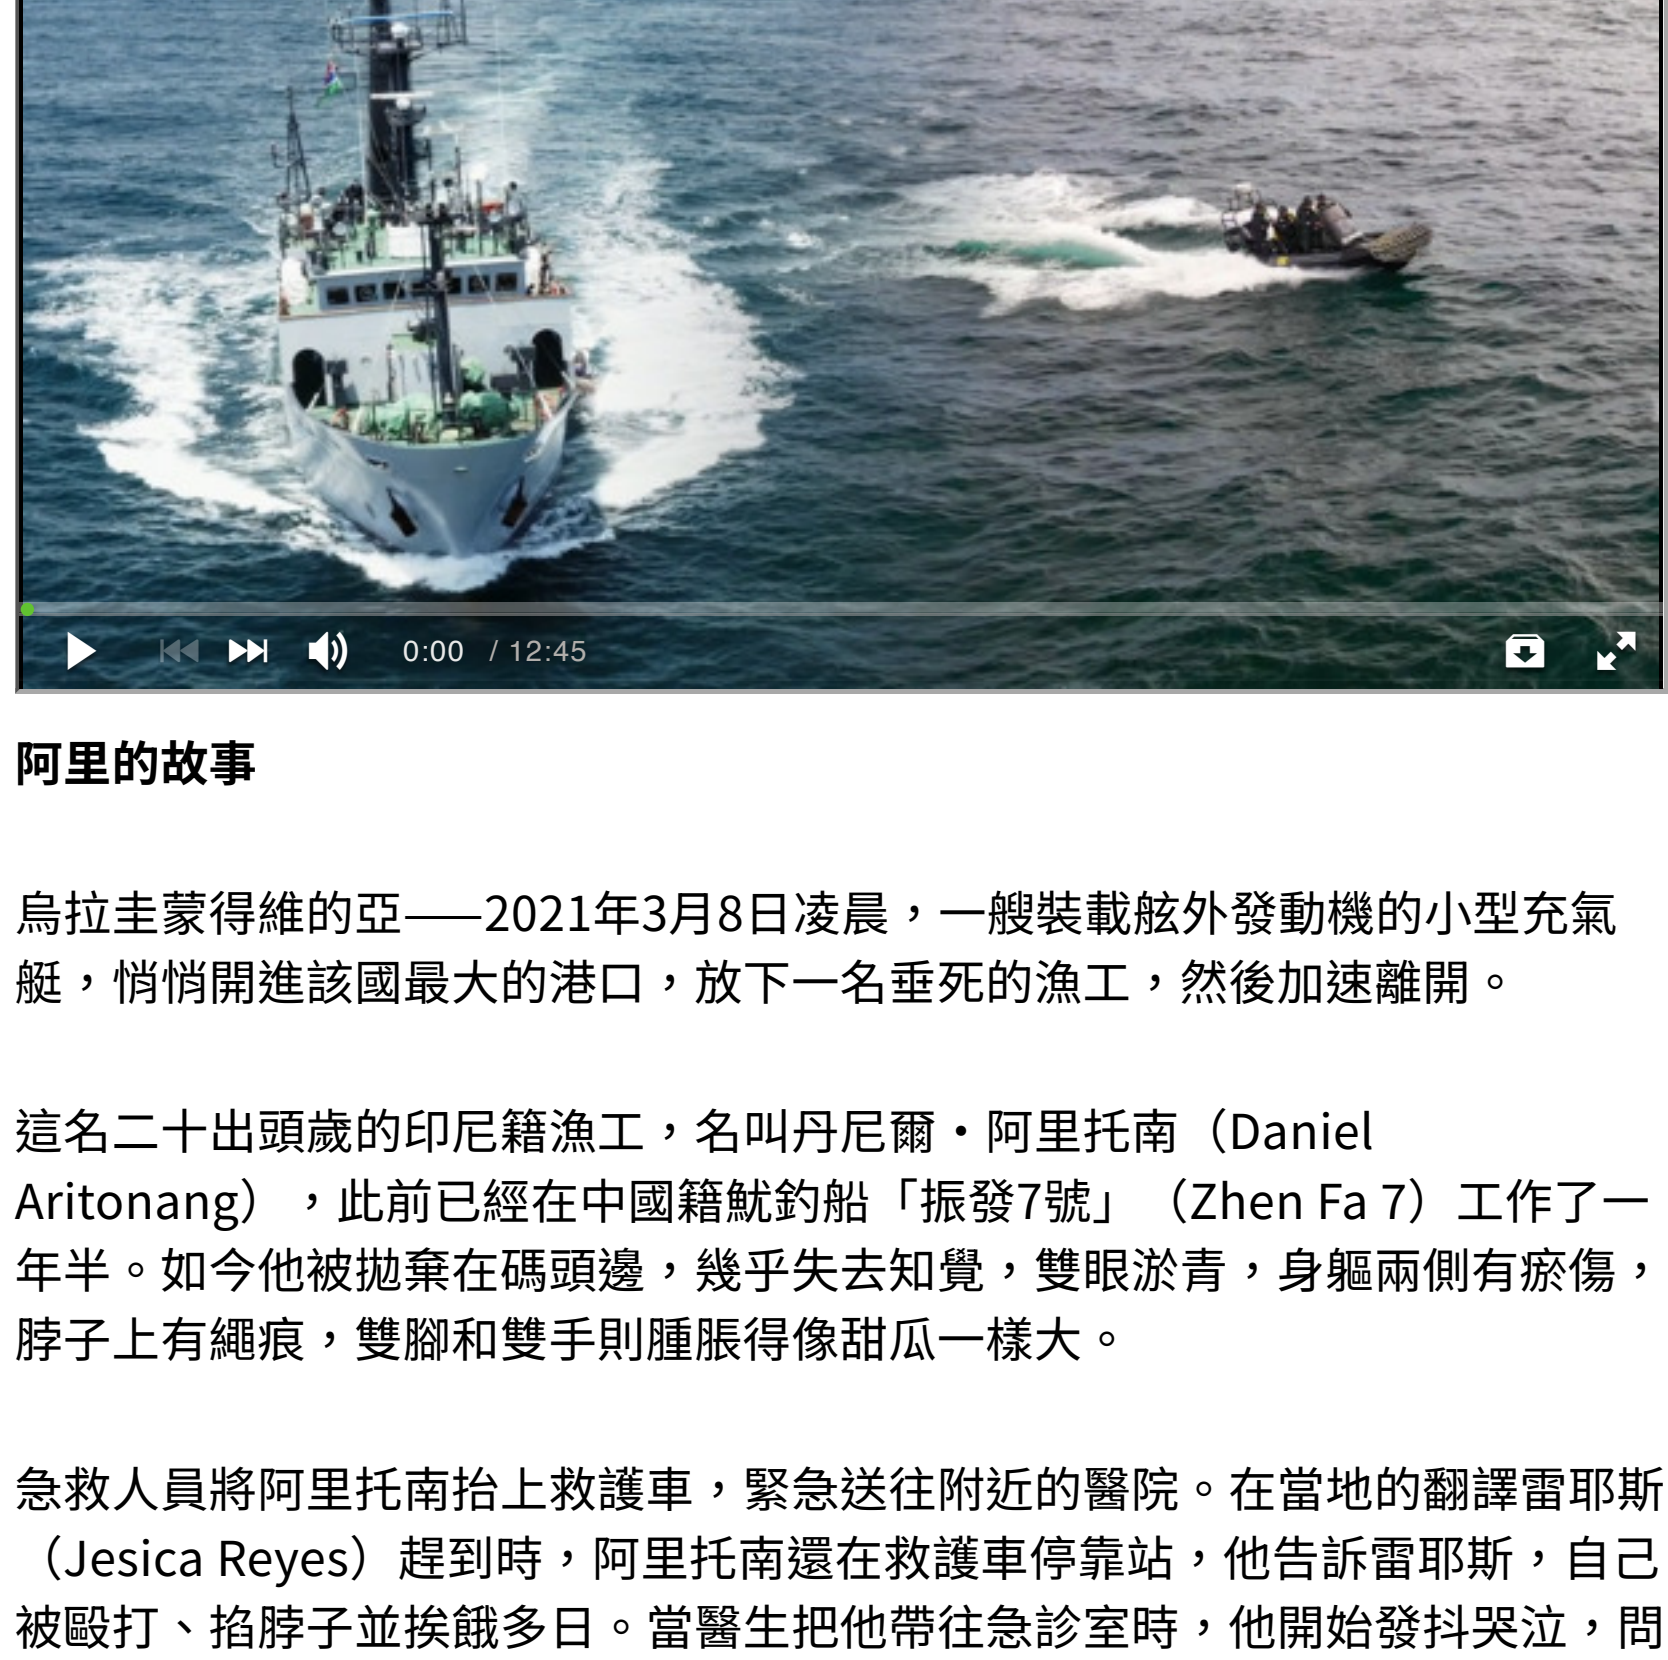 0:00 / 12:45
阿里的故事
烏拉圭蒙得維的亞──2021年3月8日凌晨，一艘裝載舷外發動機的小型充氣
艇，悄悄開進該國最大的港口，放下一名垂死的漁工，然後加速離開。
這名二十出頭歲的印尼籍漁工，名叫丹尼爾・阿里托南（Daniel
Aritonang），此前已經在中國籍魷釣船「振發7號」（Zhen Fa 7）工作了一
年半。如今他被拋棄在碼頭邊，幾乎失去知覺，雙眼淤青，身軀兩側有瘀傷，
脖子上有繩痕，雙腳和雙手則腫脹得像甜瓜一樣大。
急救人員將阿里托南抬上救護車，緊急送往附近的醫院。在當地的翻譯雷耶斯
（Jesica Reyes）趕到時，阿里托南還在救護車停靠站，他告訴雷耶斯，自己
被毆打、掐脖子並挨餓多日。當醫生把他帶往急診室時，他開始發抖哭泣，問